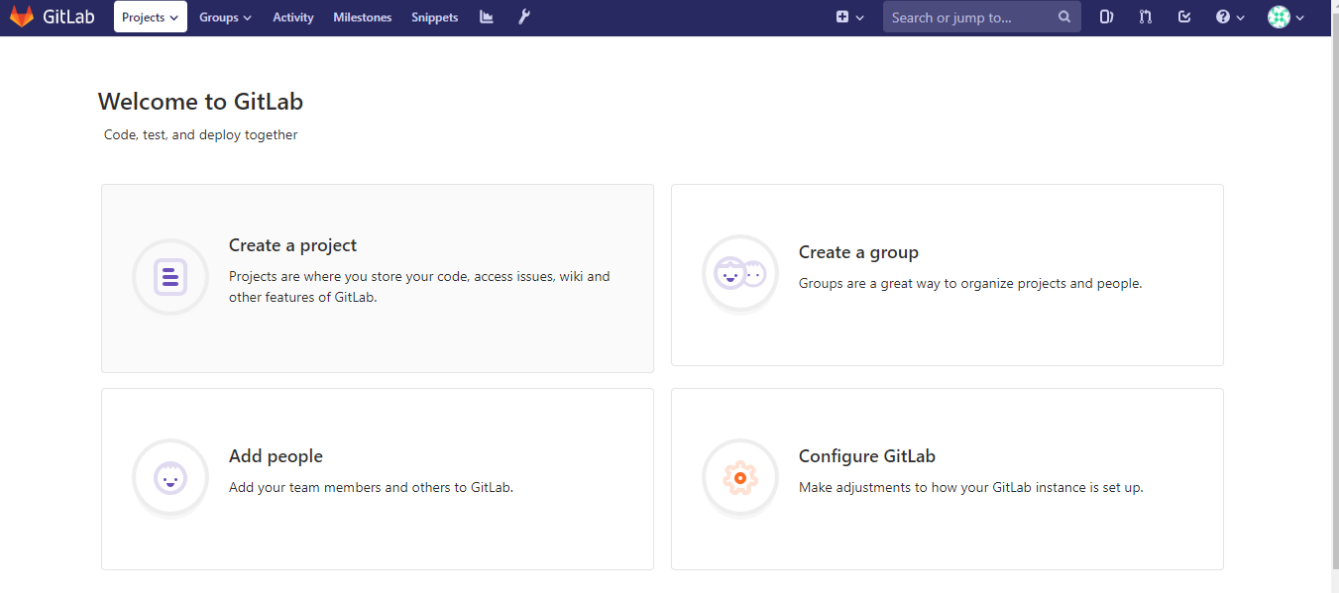 GitLab Projects Groups Activity Milestones Snippets Search or jump to...
Welcome to GitLab
Code, test, and deploy together
Create a project
Projects are where you store your code, access issues, wiki and
other features of GitLab.
Create a group
Groups are a great way to organize projects and people.
Add people
Add your team members and others to GitLab.
Configure GitLab
Make adjustments to how your GitLab instance is set up.